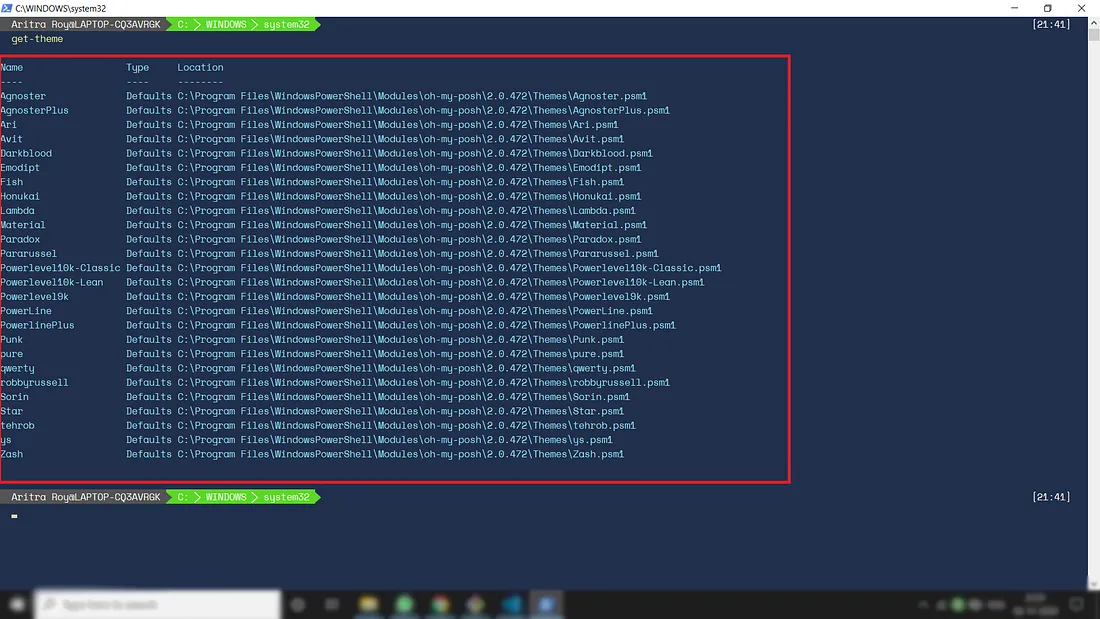 C:\WINDOWS\system32
Aritra Roy@LAPTOP-CQ3AVRGK C: WINDOWS system32 [21:41]
get-theme
Name Type Location
---- ---- --------
Agnoster Defaults C:\Program Files\WindowsPowerShell\Modules\oh-my-posh\2.0.472\Themes\Agnoster.psm1
AgnosterPlus Defaults C:\Program Files\WindowsPowerShell\Modules\oh-my-posh\2.0.472\Themes\AgnosterPlus.psm1
Ari Defaults C:\Program Files\WindowsPowerShell\Modules\oh-my-posh\2.0.472\Themes\Ari.psm1
Avit Defaults C:\Program Files\WindowsPowerShell\Modules\oh-my-posh\2.0.472\Themes\Avit.psm1
Darkblood Defaults C:\Program Files\WindowsPowerShell\Modules\oh-my-posh\2.0.472\Themes\Darkblood.psm1
Emodipt Defaults C:\Program Files\WindowsPowerShell\Modules\oh-my-posh\2.0.472\Themes\Emodipt.psm1
Fish Defaults C:\Program Files\WindowsPowerShell\Modules\oh-my-posh\2.0.472\Themes\Fish.psm1
Honukai Defaults C:\Program Files\WindowsPowerShell\Modules\oh-my-posh\2.0.472\Themes\Honukai.psm1
Lambda Defaults C:\Program Files\WindowsPowerShell\Modules\oh-my-posh\2.0.472\Themes\Lambda.psm1
Material Defaults C:\Program Files\WindowsPowerShell\Modules\oh-my-posh\2.0.472\Themes\Material.psm1
Paradox Defaults C:\Program Files\WindowsPowerShell\Modules\oh-my-posh\2.0.472\Themes\Paradox.psm1
Pararussel Defaults C:\Program Files\WindowsPowerShell\Modules\oh-my-posh\2.0.472\Themes\Pararussel.psm1
Powerlevel10k-Classic Defaults C:\Program Files\WindowsPowerShell\Modules\oh-my-posh\2.0.472\Themes\Powerlevel10k-Classic.psm1
Powerlevel10k-Lean Defaults C:\Program Files\WindowsPowerShell\Modules\oh-my-posh\2.0.472\Themes\Powerlevel10k-Lean.psm1
Powerlevel9k Defaults C:\Program Files\WindowsPowerShell\Modules\oh-my-posh\2.0.472\Themes\Powerlevel9k.psm1
PowerLine Defaults C:\Program Files\WindowsPowerShell\Modules\oh-my-posh\2.0.472\Themes\PowerLine.psm1
PowerlinePlus Defaults C:\Program Files\WindowsPowerShell\Modules\oh-my-posh\2.0.472\Themes\PowerlinePlus.psm1
Punk Defaults C:\Program Files\WindowsPowerShell\Modules\oh-my-posh\2.0.472\Themes\Punk.psm1
pure Defaults C:\Program Files\WindowsPowerShell\Modules\oh-my-posh\2.0.472\Themes\pure.psm1
qwerty Defaults C:\Program Files\WindowsPowerShell\Modules\oh-my-posh\2.0.472\Themes\qwerty.psm1
robbyrussell Defaults C:\Program Files\WindowsPowerShell\Modules\oh-my-posh\2.0.472\Themes\robbyrussell.psm1
Sorin Defaults C:\Program Files\WindowsPowerShell\Modules\oh-my-posh\2.0.472\Themes\Sorin.psm1
Star Defaults C:\Program Files\WindowsPowerShell\Modules\oh-my-posh\2.0.472\Themes\Star.psm1
tehrob Defaults C:\Program Files\WindowsPowerShell\Modules\oh-my-posh\2.0.472\Themes\tehrob.psm1
ys Defaults C:\Program Files\WindowsPowerShell\Modules\oh-my-posh\2.0.472\Themes\ys.psm1
Zash Defaults C:\Program Files\WindowsPowerShell\Modules\oh-my-posh\2.0.472\Themes\Zash.psm1
Aritra Roy@LAPTOP-CQ3AVRGK C: WINDOWS system32 [21:41]
Type here to search